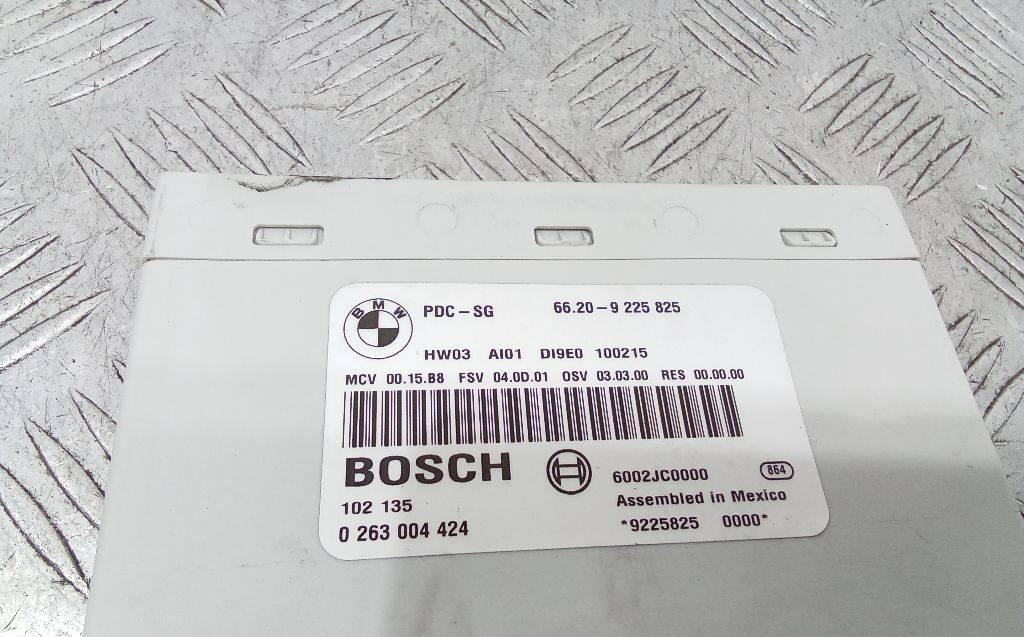 BMW
PDC-SG 66.20-9 225 825
HW03 AI01 DI9E0 100215
MCV 00.15.B8 FSV 04.0D.01 OSV 03.03.00 RES 00.00.00
BOSCH 6002JC0000 864
102 135 Assembled in Mexico
0 263 004 424 *9225825 0000*